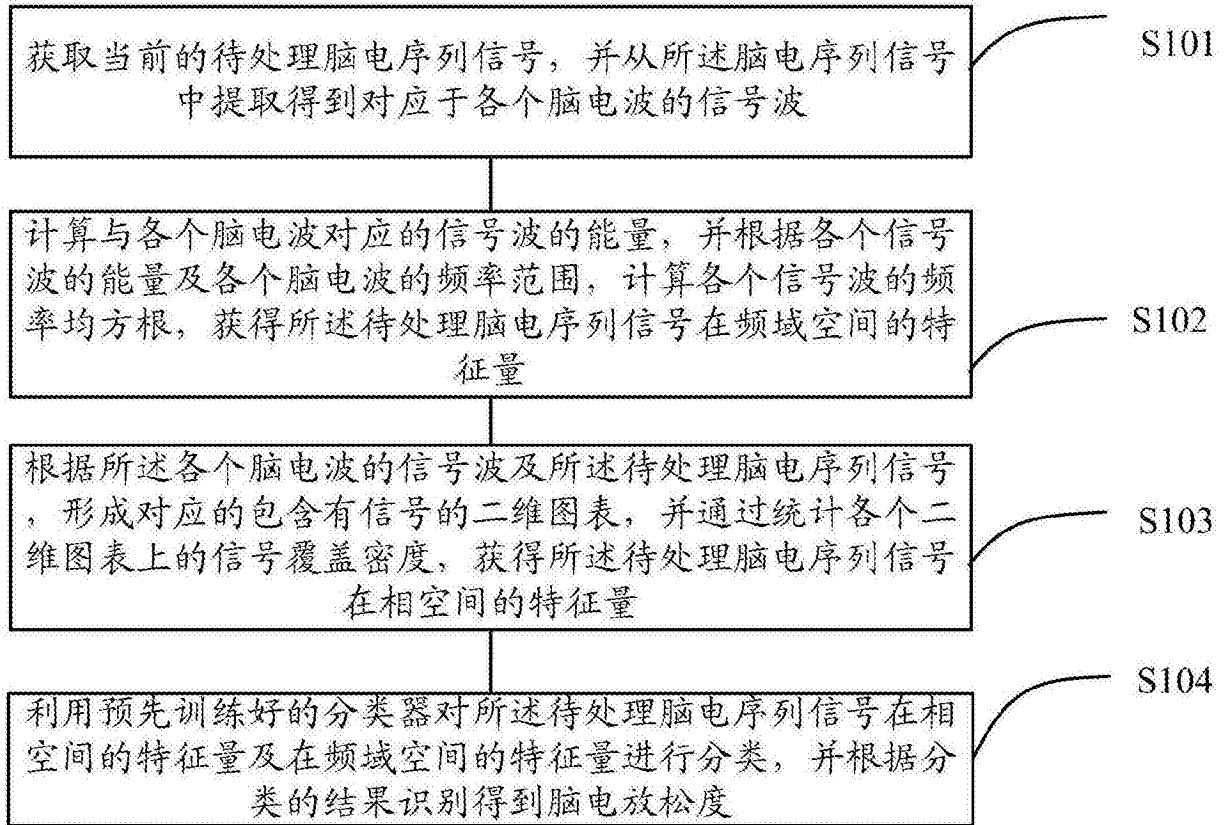 获取当前的待处理脑电序列信号，并从所述脑电序列信号
中提取得到对应于各个脑电波的信号波
S101
计算与各个脑电波对应的信号波的能量，并根据各个信号
波的能量及各个脑电波的频率范围，计算各个信号波的频
率均方根，获得所述待处理脑电序列信号在频域空间的特
征量
S102
根据所述各个脑电波的信号波及所述待处理脑电序列信号
，形成对应的包含有信号的二维图表，并通过统计各个二
维图表上的信号覆盖密度，获得所述待处理脑电序列信号
在相空间的特征量
S103
利用预先训练好的分类器对所述待处理脑电序列信号在相
空间的特征量及在频域空间的特征量进行分类，并根据分
类的结果识别得到脑电放松度
S104